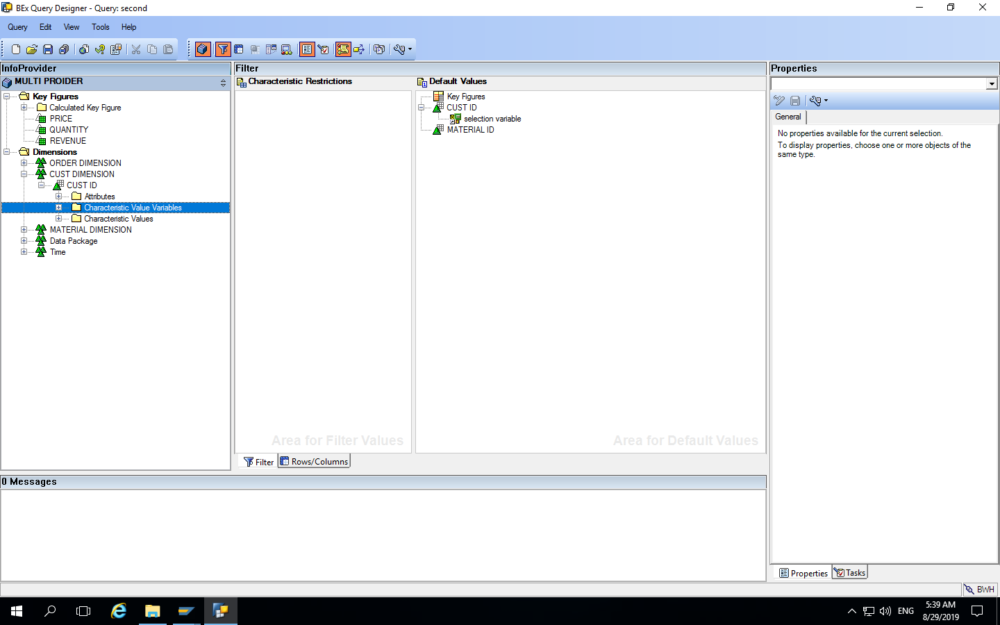 BEx Query Designer - Query: second
Query Edit View Tools Help
InfoProvider
MULTI PROIDER
Key Figures
Calculated Key Figure
PRICE
QUANTITY
REVENUE
Dimensions
ORDER DIMENSION
CUST DIMENSION
CUST ID
Attributes
Characteristic Value Variables
Characteristic Values
MATERIAL DIMENSION
Data Package
Time
Filter
Characteristic Restrictions
Area for Filter Values
Default Values
Key Figures
CUST ID
selection variable
MATERIAL ID
Area for Default Values
Filter Rows/Columns
Properties
General
No properties available for the current selection.
To display properties, choose one or more objects of the
same type.
Properties Tasks
0 Messages
BWH
ENG
5:39 AM
8/29/2019